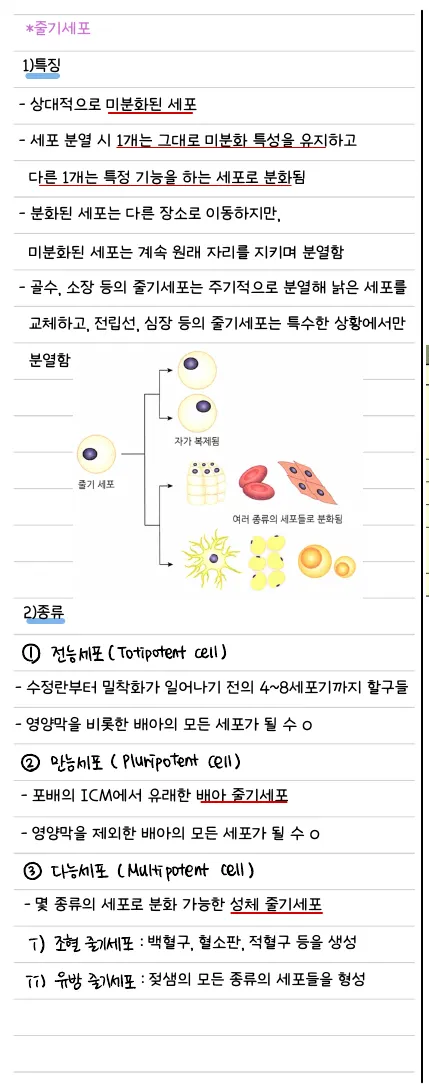 *줄기세포
1)특징
- 상대적으로 미분화된 세포
- 세포 분열 시 1개는 그대로 미분화 특성을 유지하고
다른 1개는 특정 기능을 하는 세포로 분화됨
- 분화된 세포는 다른 장소로 이동하지만,
미분화된 세포는 계속 원래 자리를 지키며 분열함
- 골수, 소장 등의 줄기세포는 주기적으로 분열해 낡은 세포를
교체하고, 전립선, 심장 등의 줄기세포는 특수한 상황에서만
분열함
자가 복제됨
줄기 세포
여러 종류의 세포들로 분화됨
2)종류
① 전능세포 (Totipotent cell)
- 수정란부터 밀착화가 일어나기 전의 4~8세포기까지 할구들
- 영양막을 비롯한 배아의 모든 세포가 될 수 o
② 만능세포 (Pluripotent cell)
- 포배의 ICM에서 유래한 배아 줄기세포
- 영양막을 제외한 배아의 모든 세포가 될 수 o
③ 다능세포 (Multipotent cell)
- 몇 종류의 세포로 분화 가능한 성체 줄기세포
i) 조혈 줄기세포 : 백혈구, 혈소판, 적혈구 등을 생성
ii) 유방 줄기세포 : 젖샘의 모든 종류의 세포들을 형성